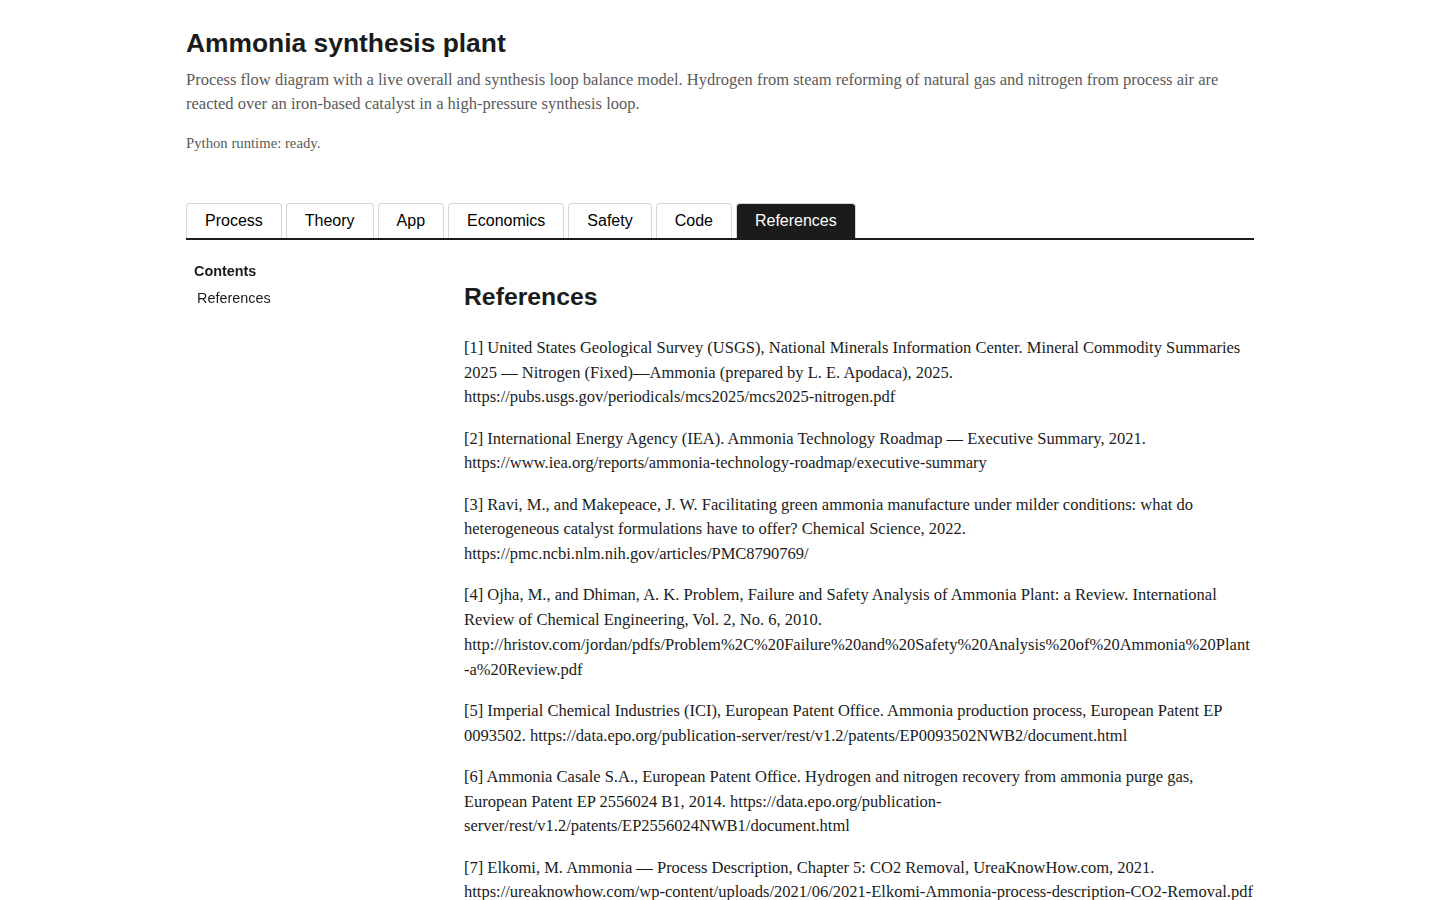 Ammonia synthesis plant
Process flow diagram with a live overall and synthesis loop balance model. Hydrogen from steam reforming of natural gas and nitrogen from process air are
reacted over an iron-based catalyst in a high-pressure synthesis loop.
Python runtime: ready.
Process Theory App Economics Safety Code References
Contents
References
References
[1] United States Geological Survey (USGS), National Minerals Information Center. Mineral Commodity Summaries
2025 — Nitrogen (Fixed)—Ammonia (prepared by L. E. Apodaca), 2025.
https://pubs.usgs.gov/periodicals/mcs2025/mcs2025-nitrogen.pdf
[2] International Energy Agency (IEA). Ammonia Technology Roadmap — Executive Summary, 2021.
https://www.iea.org/reports/ammonia-technology-roadmap/executive-summary
[3] Ravi, M., and Makepeace, J. W. Facilitating green ammonia manufacture under milder conditions: what do
heterogeneous catalyst formulations have to offer? Chemical Science, 2022.
https://pmc.ncbi.nlm.nih.gov/articles/PMC8790769/
[4] Ojha, M., and Dhiman, A. K. Problem, Failure and Safety Analysis of Ammonia Plant: a Review. International
Review of Chemical Engineering, Vol. 2, No. 6, 2010.
http://hristov.com/jordan/pdfs/Problem%2C%20Failure%20and%20Safety%20Analysis%20of%20Ammonia%20Plant
-a%20Review.pdf
[5] Imperial Chemical Industries (ICI), European Patent Office. Ammonia production process, European Patent EP
0093502. https://data.epo.org/publication-server/rest/v1.2/patents/EP0093502NWB2/document.html
[6] Ammonia Casale S.A., European Patent Office. Hydrogen and nitrogen recovery from ammonia purge gas,
European Patent EP 2556024 B1, 2014. https://data.epo.org/publication-
server/rest/v1.2/patents/EP2556024NWB1/document.html
[7] Elkomi, M. Ammonia — Process Description, Chapter 5: CO2 Removal, UreaKnowHow.com, 2021.
https://ureaknowhow.com/wp-content/uploads/2021/06/2021-Elkomi-Ammonia-process-description-CO2-Removal.pdf